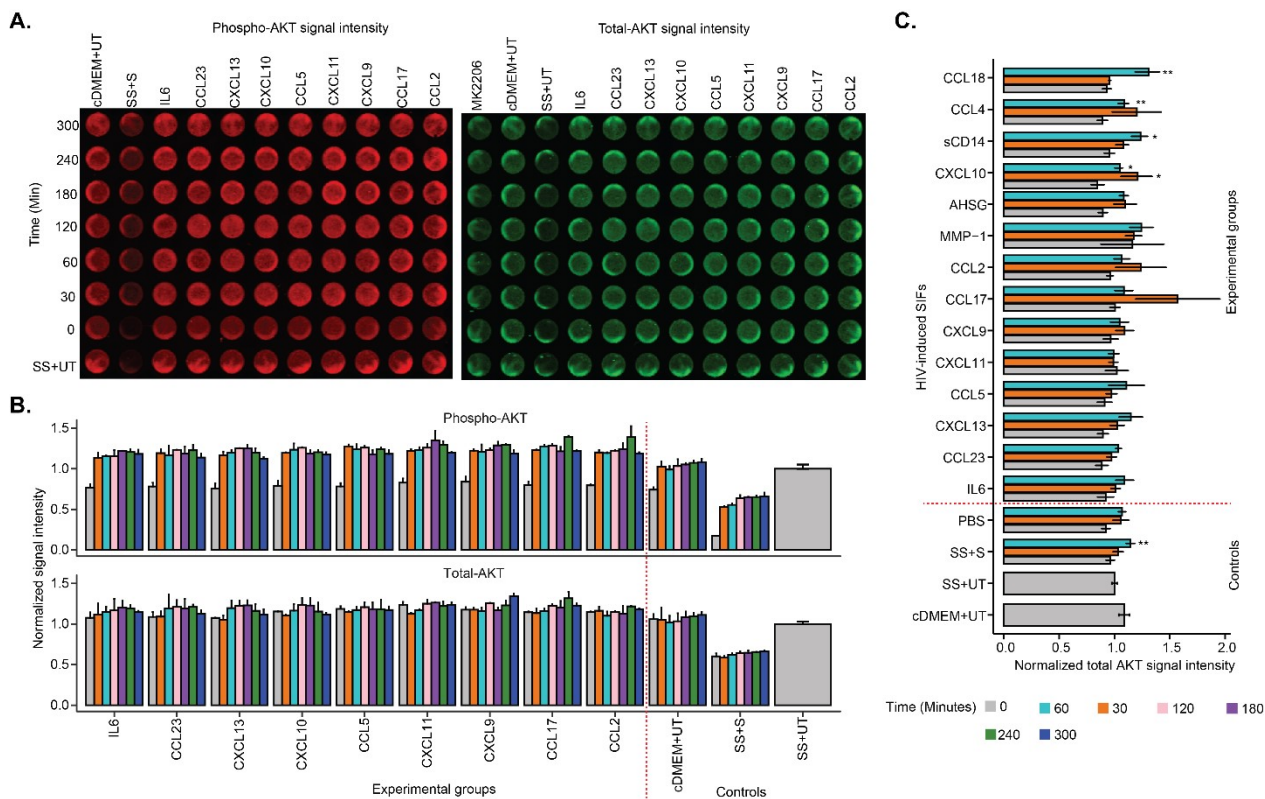 A.
Phospho-AKT signal intensity
Total-AKT signal intensity
cDMEM+UT
SS+S
IL6
CCL23
CXCL13
CXCL10
CCL5
CXCL11
CXCL9
CCL17
CCL2
MK2206
cDMEM+UT
SS+UT
IL6
CCL23
CXCL13
CXCL10
CCL5
CXCL11
CXCL9
CCL17
CCL2
Time (Min)
300
240
180
120
60
30
0
SS+UT
B.
Phospho-AKT
Normalized signal intensity
1.5
1.0
0.5
0.0
Total-AKT
1.5
1.0
0.5
0.0
IL6
CCL23
CXCL13
CXCL10
CCL5
CXCL11
CXCL9
CCL17
CCL2
cDMEM+UT
SS+S
SS+UT
Experimental groups
Controls
C.
HIV-induced SIFs
CCL18
**
CCL4
**
sCD14
*
CXCL10
*
*
AHSG
MMP-1
CCL2
CCL17
CXCL9
CXCL11
CCL5
CXCL13
CCL23
IL6
PBS
SS+S
**
SS+UT
cDMEM+UT
Experimental groups
Controls
0.0 0.5 1.0 1.5 2.0
Normalized total AKT signal intensity
Time (Minutes) 0 60 30 120 180
240 300